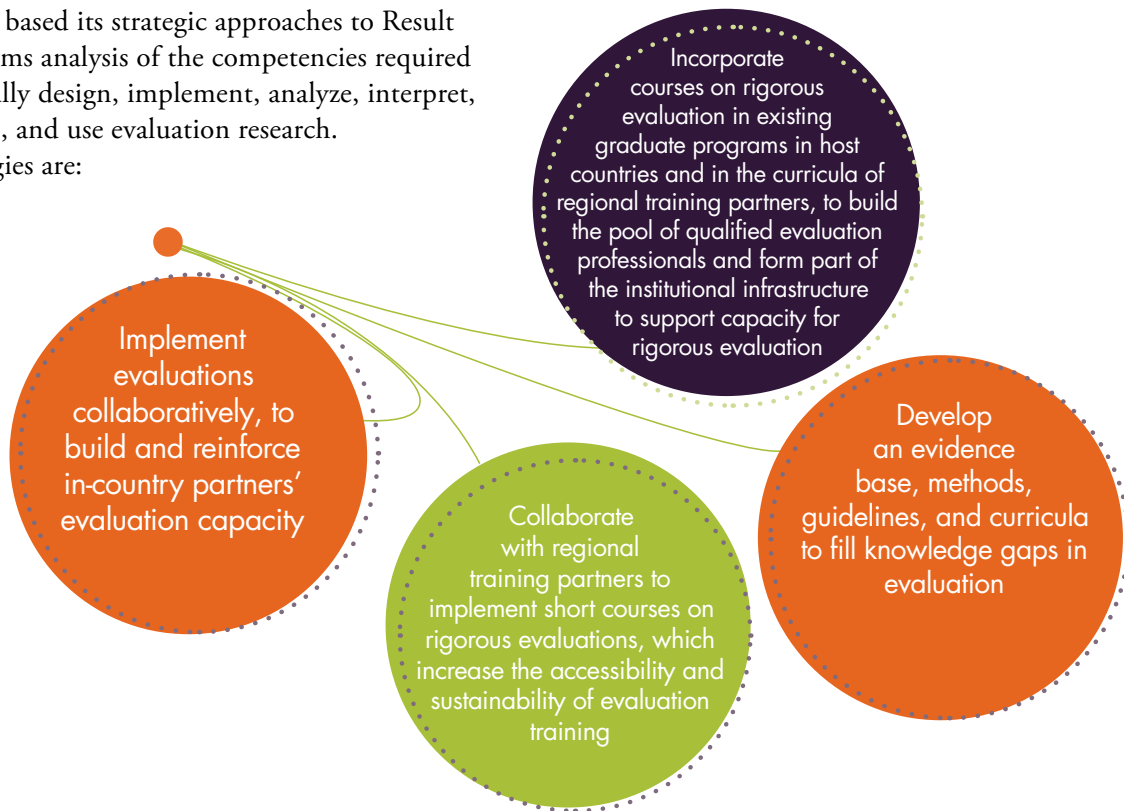 based its strategic approaches to Result
ms analysis of the competencies required
lly design, implement, analyze, interpret,
, and use evaluation research.
gies are:
Incorporate
courses on rigorous
evaluation in existing
graduate programs in host
countries and in the curricula of
regional training partners, to build
the pool of qualified evaluation
professionals and form part of
the institutional infrastructure
to support capacity for
rigorous evaluation
Implement
evaluations
collaboratively, to
build and reinforce
in-country partners’
evaluation capacity
Develop
an evidence
base, methods,
guidelines, and curricula
to fill knowledge gaps in
evaluation
Collaborate
with regional
training partners to
implement short courses on
rigorous evaluations, which
increase the accessibility and
sustainability of evaluation
training